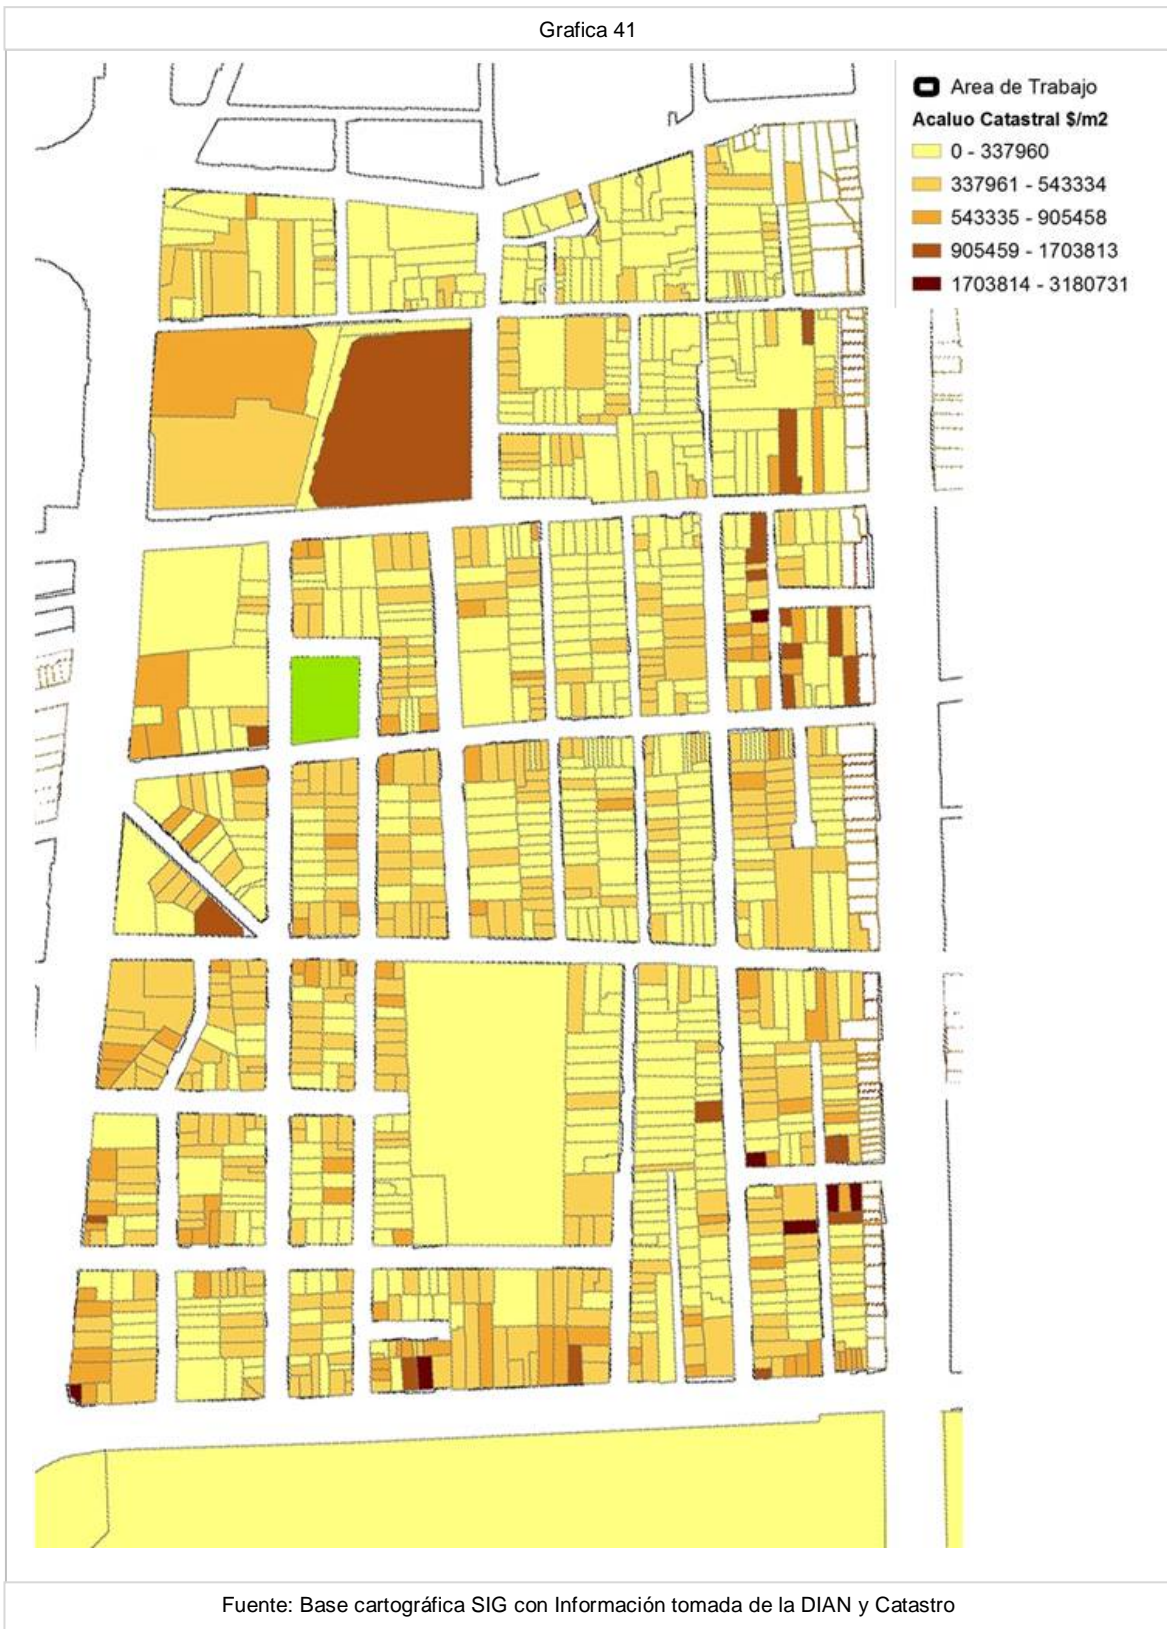 Grafica 41
Area de Trabajo
Acaluo Catastral $/m2
0 - 337960
337961 - 543334
543335 - 905458
905459 - 1703813
1703814 - 3180731
Fuente: Base cartográfica SIG con Información tomada de la DIAN y Catastro